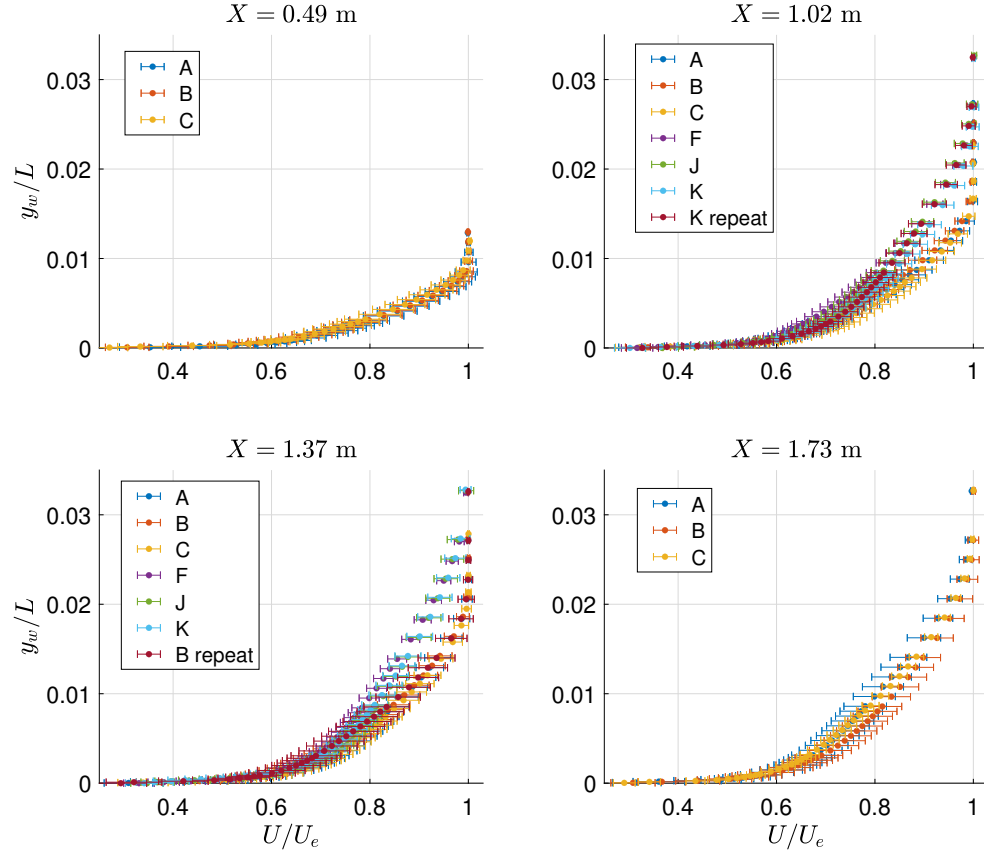 X = 0.49 m
y_w/L
0.03
0.02
0.01
0
A
B
C
0.4 0.6 0.8 1
X = 1.02 m
0.03
0.02
0.01
0
A
B
C
F
J
K
K repeat
0.4 0.6 0.8 1
X = 1.37 m
y_w/L
0.03
0.02
0.01
0
A
B
C
F
J
K
B repeat
0.4 0.6 0.8 1
U/U_e
X = 1.73 m
0.03
0.02
0.01
0
A
B
C
0.4 0.6 0.8 1
U/U_e